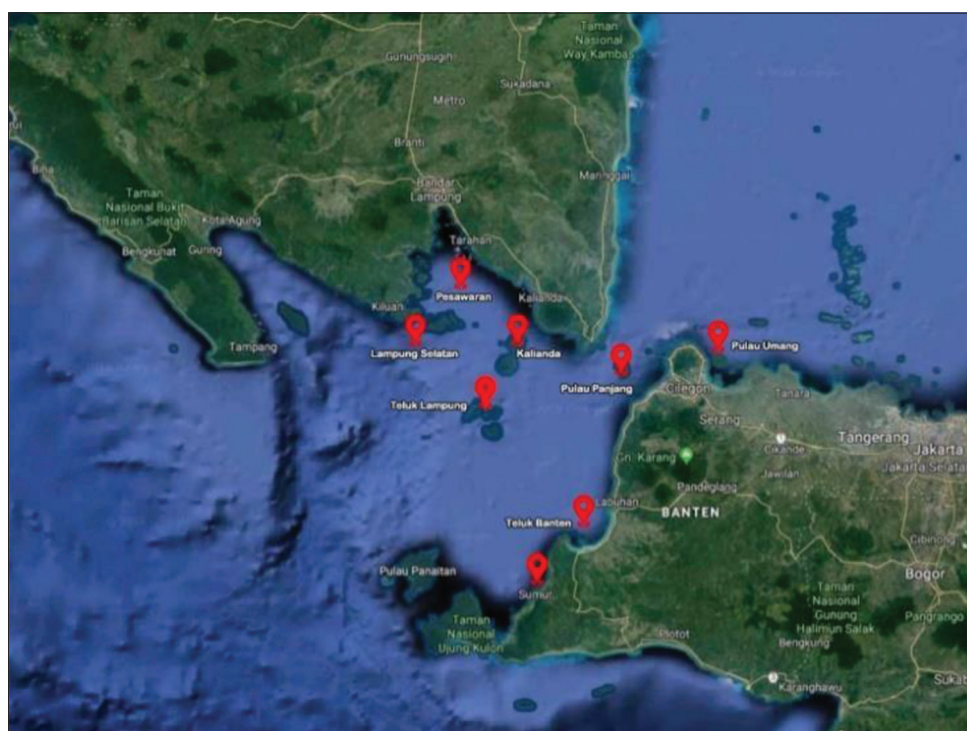 Taman
Nasional
Way Kambas
Gunungsugih
Sukadana
Metro
Branti
Maringgai
Bandar
Lampung
Taman
Nasional Bukit
Barisan Selatan
Kota Agung
Bengkunat
Guring
Tarahan
Pesawaran
Kiluan
Kalianda
Tampang
Lampung Selatan
Kalianda
Pulau Umang
Pulau Panjang
Cilegon
Teluk Lampung
Tanara
Serang
Tangerang
Jakarta
Cikande
Gn. Karang
Jakarta Selata
Jawilan
Pandeglang
Labuhan
BANTEN
Teluk Banten
Cibinong
Pulau Panaitan
Bogor
Sumur
Taman
Nasional
Gunung
Halimun Salak
Taman
Nasional
Ujung Kulon
Pangrango
Bengkung
Karanghawu
Sukab